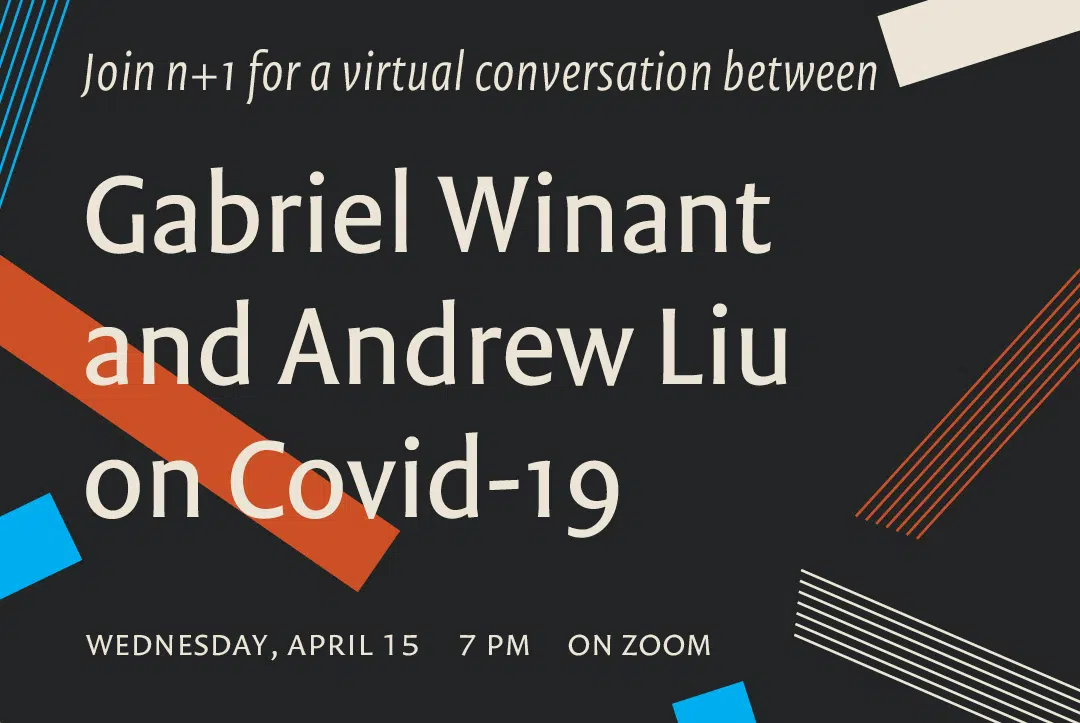 Join n+1 for a virtual conversation between
Gabriel Winant
and Andrew Liu
on Covid-19
WEDNESDAY, APRIL 15 7 PM ON ZOOM